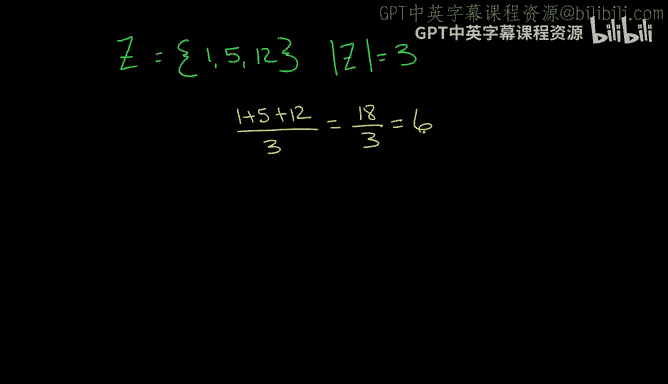 GPT中英字幕课程资源@bilibili.com
GPT中英字幕课程资源 bilibili
Z = {1, 5, 12} |Z| = 3
(1+5+12)/3 = 18/3 = 6